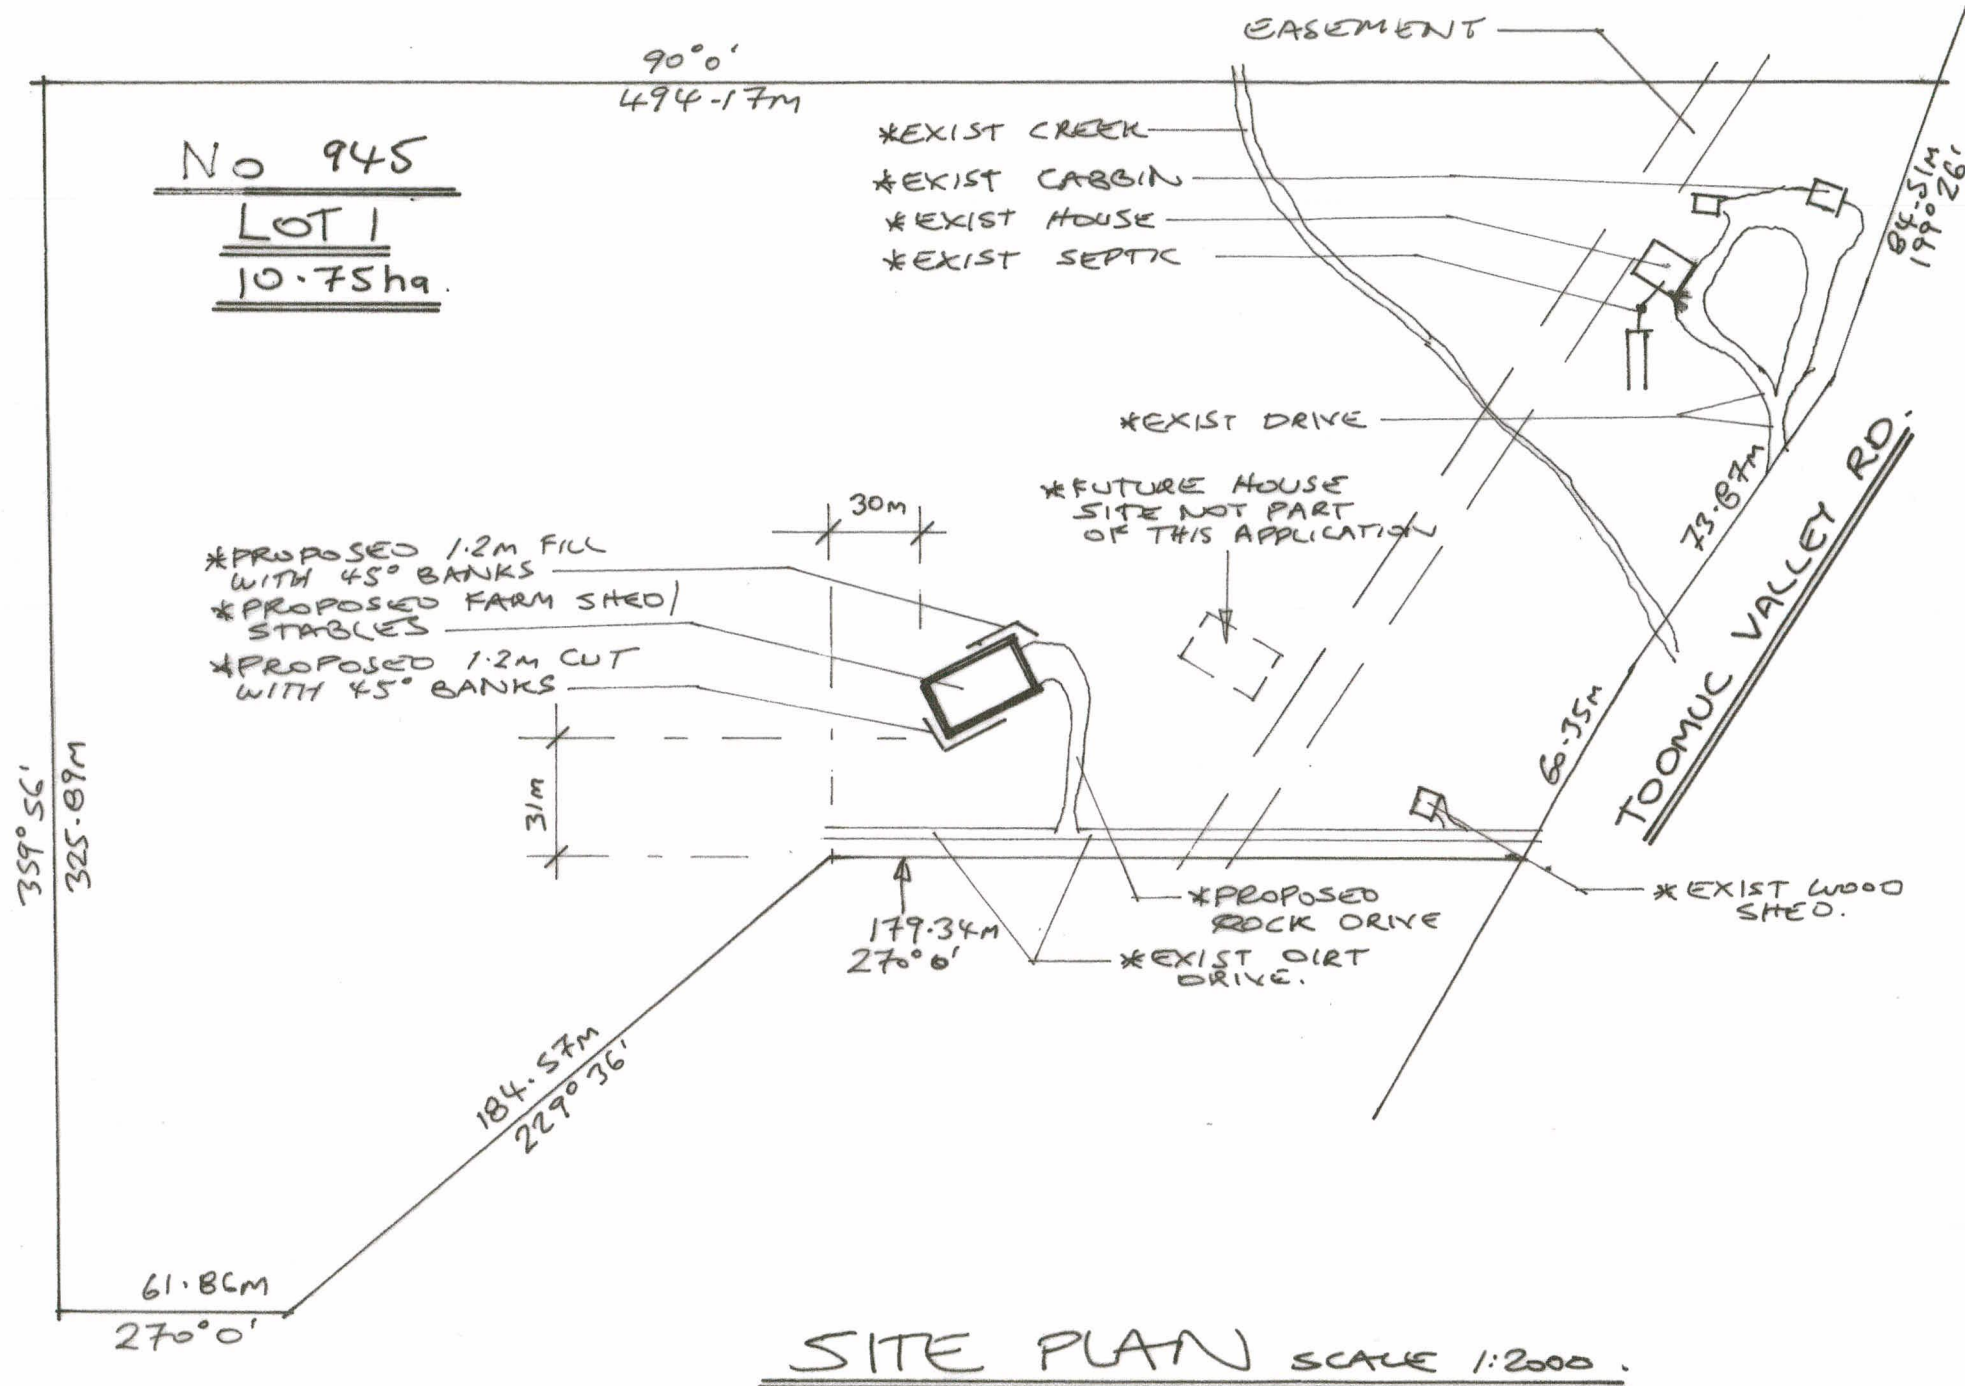 EASEMENT
90°0'
494.17M
No 945
LOT 1
10.75ha.
*EXIST CREEK
*EXIST CABBIN
*EXIST HOUSE
*EXIST SEPTIC
84.51M
199°26'
*EXIST DRIVE
73.87M
TOOMUC VALLEY RD.
*FUTURE HOUSE
SITE NOT PART
OF THIS APPLICATION
30M
*PROPOSED 1.2M FILL
WITH 45° BANKS
*PROPOSED FARM SHED/
STABLES
*PROPOSED 1.2M CUT
WITH 45° BANKS
60.35M
359°56'
325.89M
31M
*EXIST WOOD
SHED.
*PROPOSED
ROCK DRIVE
179.34M
270°0'
*EXIST DIRT
DRIVE.
184.57M
229°36'
61.86M
270°0'
SITE PLAN SCALE 1:2000.